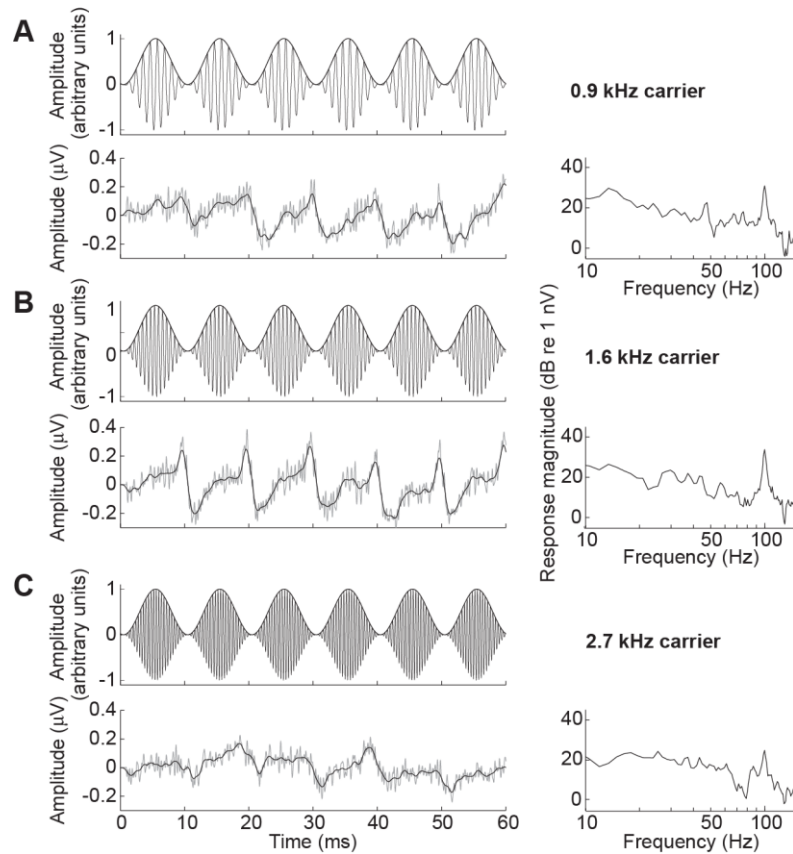 A
Amplitude
(arbitrary units)
1
0
-1
0.9 kHz carrier
Amplitude (μV)
0.4
0.2
0
-0.2
40
20
0
10 50 100
Frequency (Hz)
B
Amplitude
(arbitrary units)
1
0
-1
1.6 kHz carrier
Amplitude (μV)
0.4
0.2
0
-0.2
Response magnitude (dB re 1 nV)
40
20
0
10 50 100
Frequency (Hz)
C
Amplitude
(arbitrary units)
1
0
-1
2.7 kHz carrier
Amplitude (μV)
0.4
0.2
0
-0.2
0 10 20 30 40 50 60
Time (ms)
40
20
0
10 50 100
Frequency (Hz)